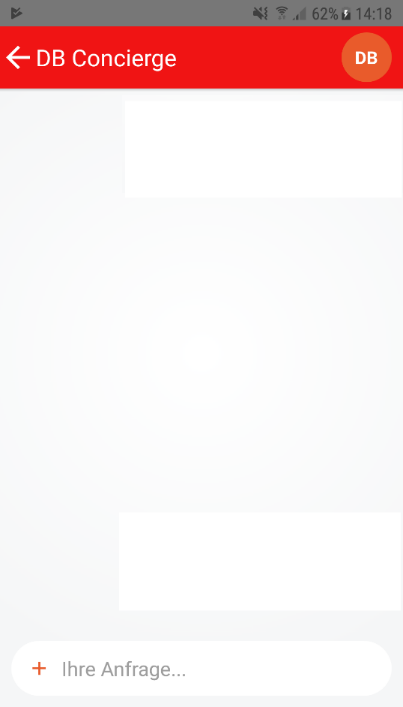 62% 14:18
DB Concierge
DB
+ Ihre Anfrage...